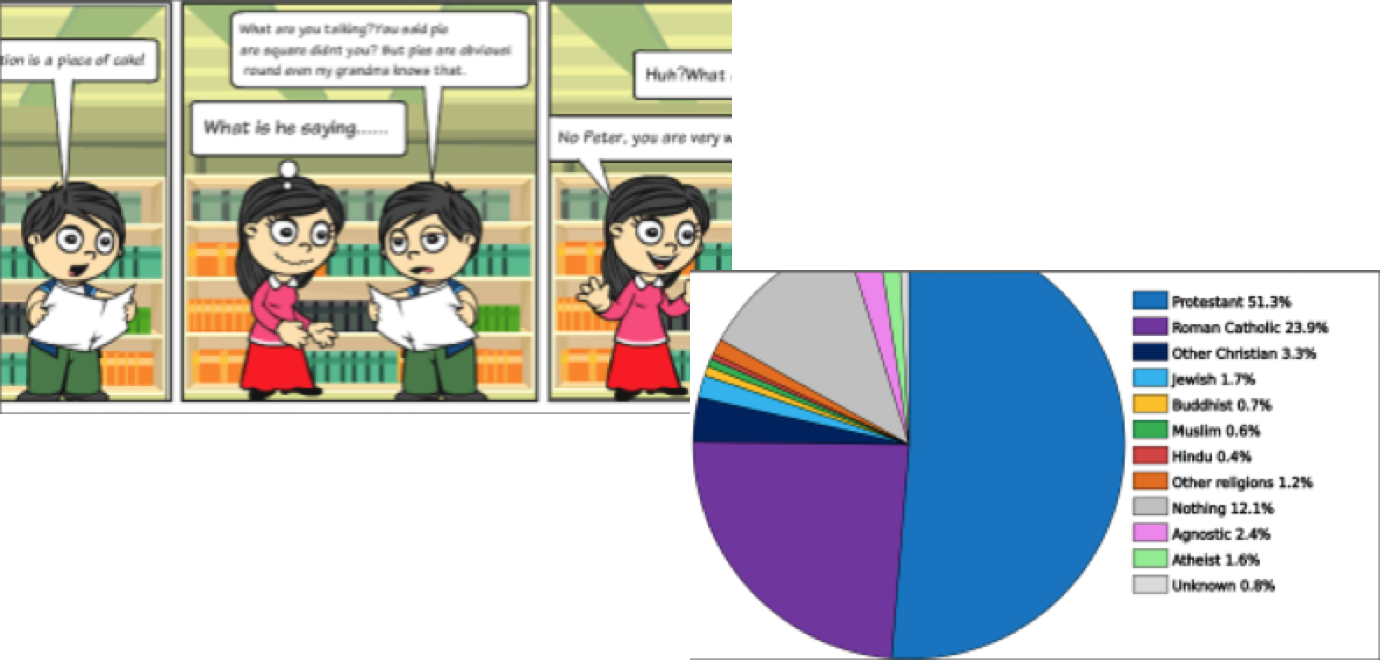 tion is a piece of cake!
What are you talking?You said pie
are square didnt you? But pies are obviousl
round even my grandma knows that.
What is he saying......
Huh?What
No Peter, you are very w
Protestant 51.3%
Roman Catholic 23.9%
Other Christian 3.3%
Jewish 1.7%
Buddhist 0.7%
Muslim 0.6%
Hindu 0.4%
Other religions 1.2%
Nothing 12.1%
Agnostic 2.4%
Atheist 1.6%
Unknown 0.8%